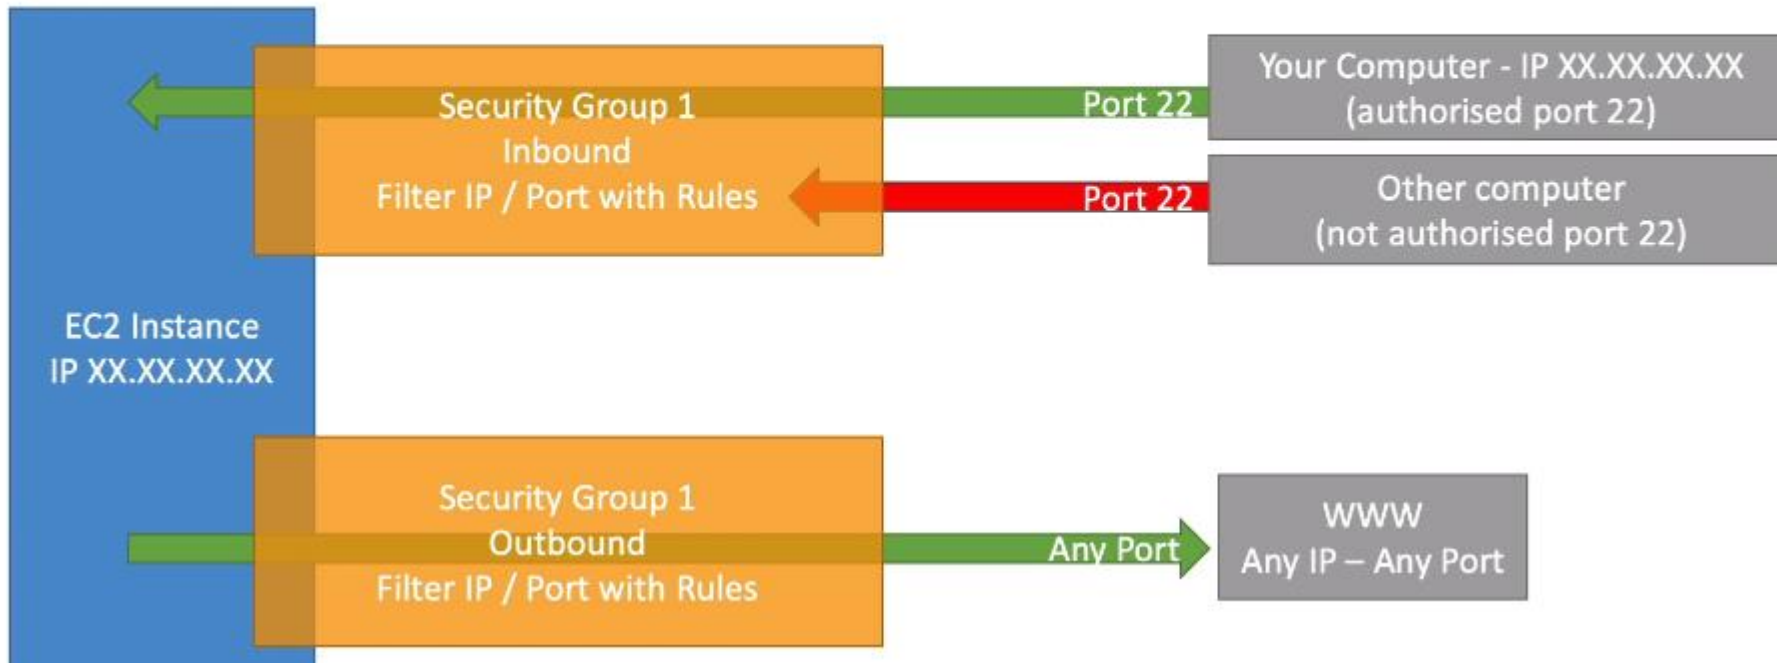 Your Computer - IP XX.XX.XX.XX
(authorised port 22)
Port 22
Security Group 1
Inbound
Filter IP / Port with Rules
Port 22
Other computer
(not authorised port 22)
EC2 Instance
IP XX.XX.XX.XX
Security Group 1
Outbound
Filter IP / Port with Rules
Any Port
WWW
Any IP – Any Port